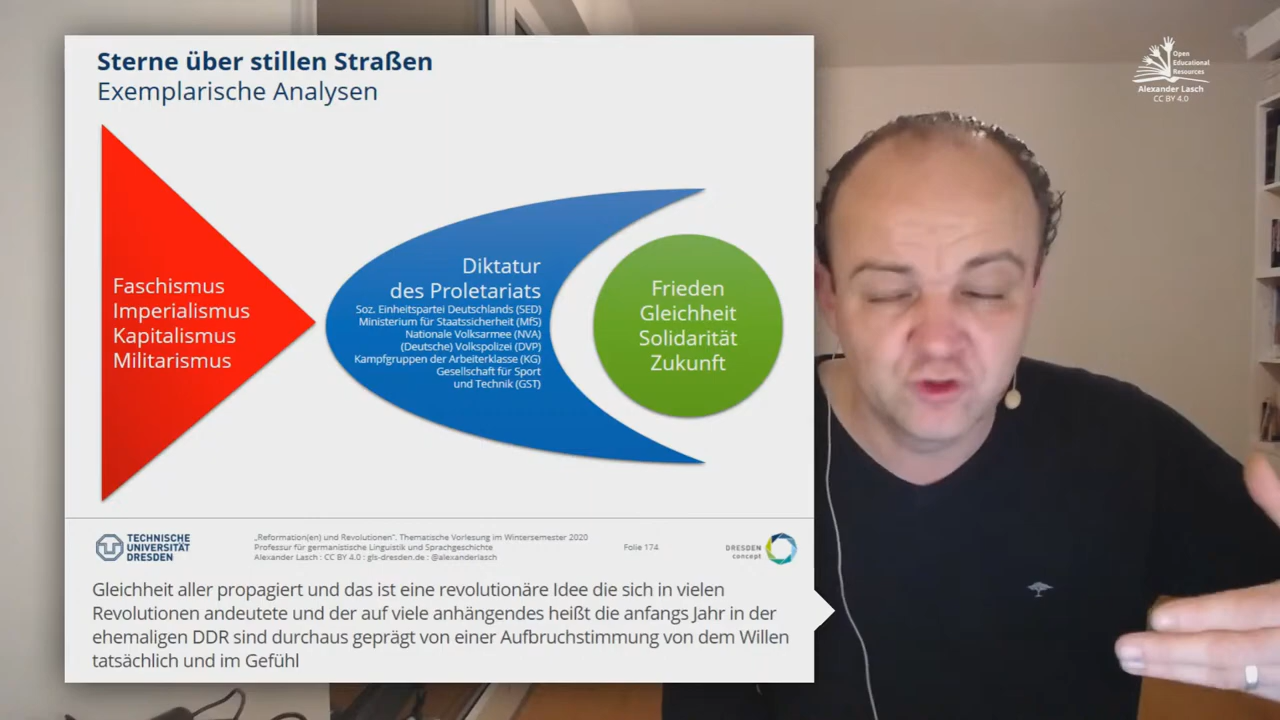 Sterne über stillen Straßen
Exemplarische Analysen
Faschismus
Imperialismus
Kapitalismus
Militarismus
Diktatur
des Proletariats
Soz. Einheitspartei Deutschlands (SED)
Ministerium für Staatssicherheit (MfS)
Nationale Volksarmee (NVA)
(Deutsche) Volkspolizei (DVP)
Kampfgruppen der Arbeiterklasse (KG)
Gesellschaft für Sport
und Technik (GST)
Frieden
Gleichheit
Solidarität
Zukunft
TECHNISCHE
UNIVERSITÄT
DRESDEN
„Reformation(en) und Revolutionen“. Thematische Vorlesung im Wintersemester 2020
Professur für germanistische Linguistik und Sprachgeschichte
Alexander Lasch : CC BY 4.0 : gls-dresden.de : @alexanderlasch
Folie 174
DRESDEN
concept
Gleichheit aller propagiert und das ist eine revolutionäre Idee die sich in vielen
Revolutionen andeutete und der auf viele anhängendes heißt die anfangs Jahr in der
ehemaligen DDR sind durchaus geprägt von einer Aufbruchstimmung von dem Willen
tatsächlich und im Gefühl
Open
Educational
Resources
Alexander Lasch
CC BY 4.0